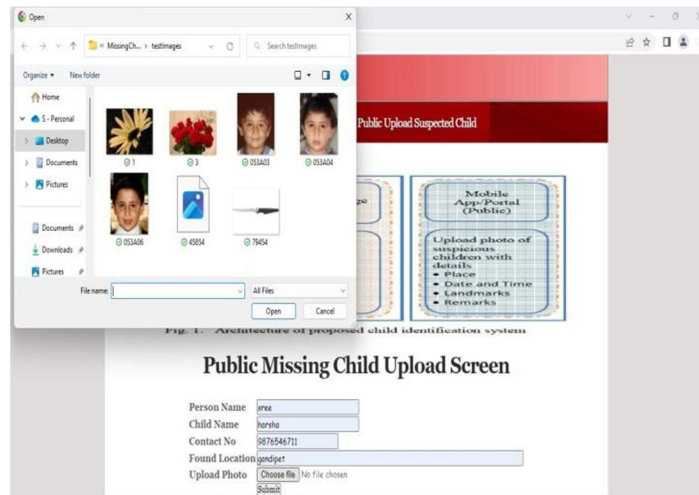 Open
MissingCh... > testImages
Search testImages
Organize New folder
Home
S - Personal
Desktop
Documents
Pictures
Documents
Downloads
Pictures
1
3
053A03
053A04
053A06
45854
79454
File name:
All Files
Open Cancel
Public Upload Suspected Child
Mobile
App/Portal
(Public)
Upload photo of
suspicious
children with
details
• Place
• Date and Time
• Landmarks
• Remarks
Fig. 1. Architecture of proposed child identification system
Public Missing Child Upload Screen
Person Name sree
Child Name harsha
Contact No 9876546711
Found Location gandipet
Upload Photo Choose file No file chosen
Submit